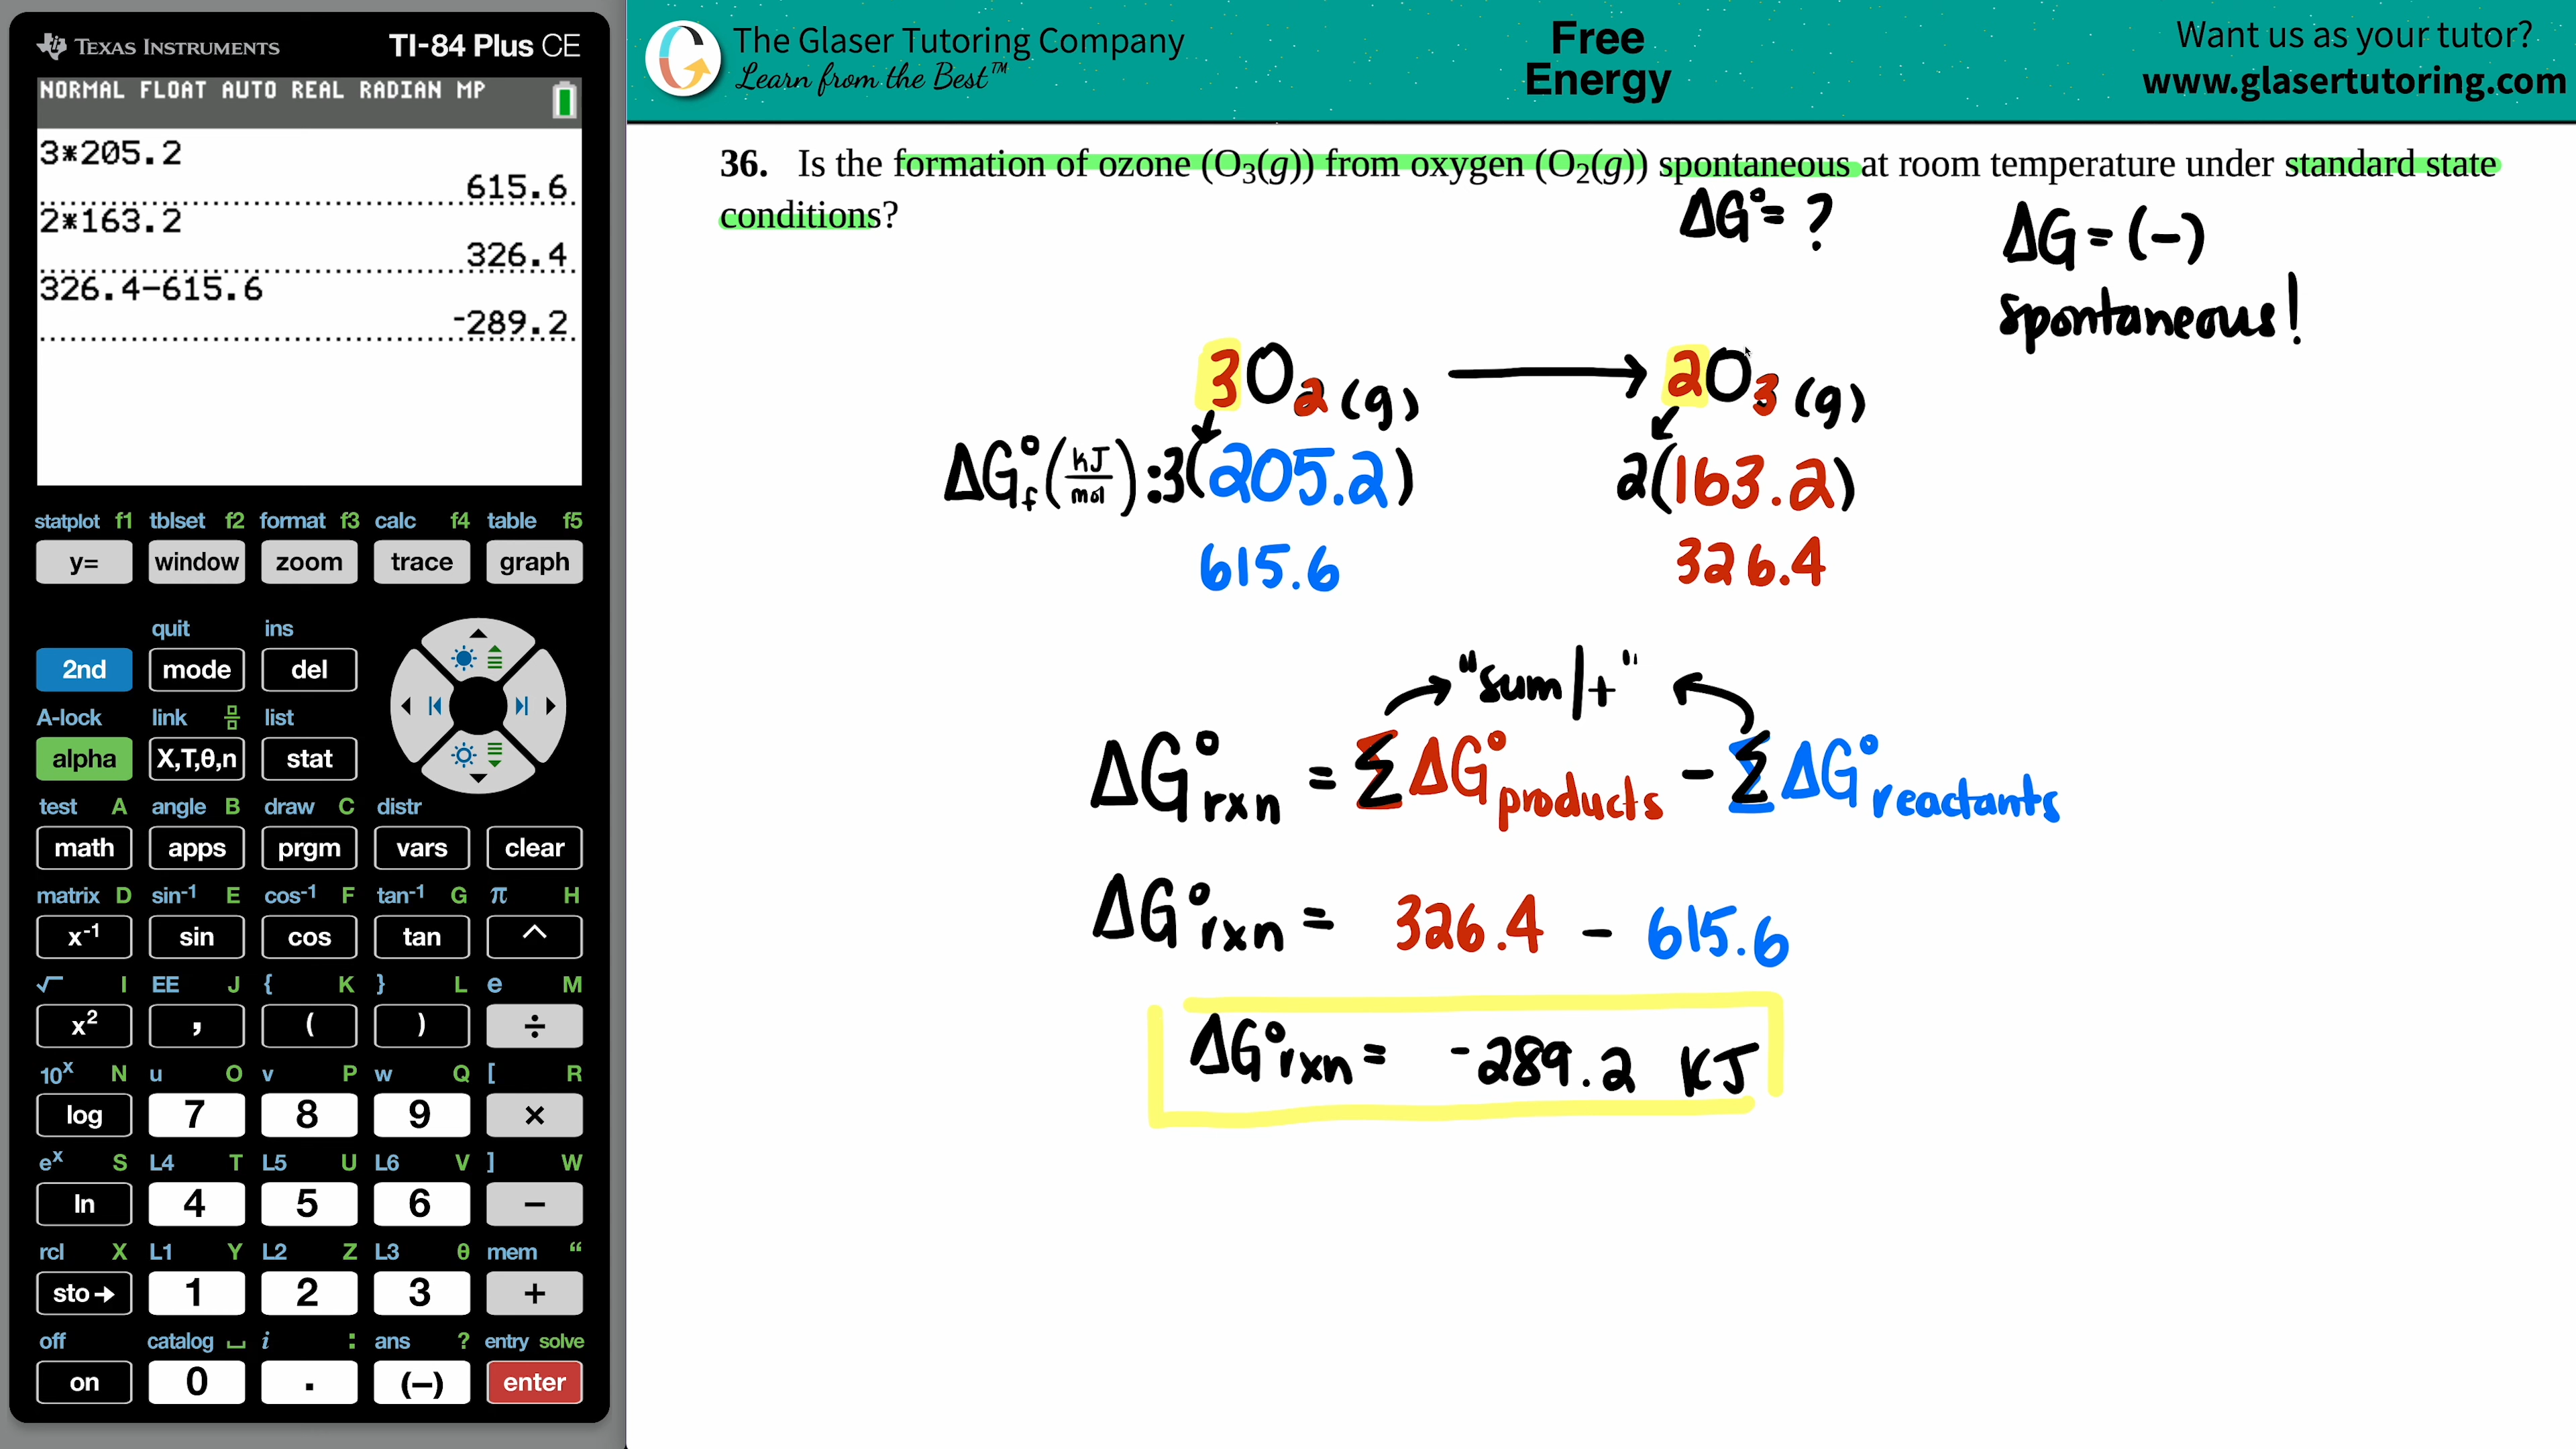 TEXAS INSTRUMENTS TI-84 Plus CE
NORMAL FLOAT AUTO REAL RADIAN MP
3*205.2
615.6
2*163.2
326.4
326.4-615.6
-289.2
statplot f1 tblset f2 format f3 calc f4 table f5
y= window zoom trace graph
quit ins
2nd mode del
A-lock link list
alpha X,T,θ,n stat
test A angle B draw C distr
math apps prgm vars clear
matrix D sin⁻¹ E cos⁻¹ F tan⁻¹ G π H
x⁻¹ sin cos tan ^
√ I EE J { K } L e M
x² , ( ) ÷
10ˣ N u O v P w Q [ R
log 7 8 9 ×
eˣ S L4 T L5 U L6 V ] W
ln 4 5 6 −
rcl X L1 Y L2 Z L3 θ mem “
sto→ 1 2 3 +
off catalog ⎵ i : ans ? entry solve
on 0 . (–) enter
The Glaser Tutoring Company
Learn from the Best™
Free
Energy
Want us as your tutor?
www.glasertutoring.com
36. Is the formation of ozone (O₃(g)) from oxygen (O₂(g)) spontaneous at room temperature under standard state
conditions?
ΔG°= ?
ΔG = (−)
spontaneous!
3O₂ (g) → 2O₃ (g)
ΔG°f (kJ/mol) : 3(205.2) 2(163.2)
615.6 326.4
"sum/+"
ΔG°rxn = Σ ΔG°products − Σ ΔG°reactants
ΔG°rxn = 326.4 − 615.6
ΔG°rxn = -289.2 KJ